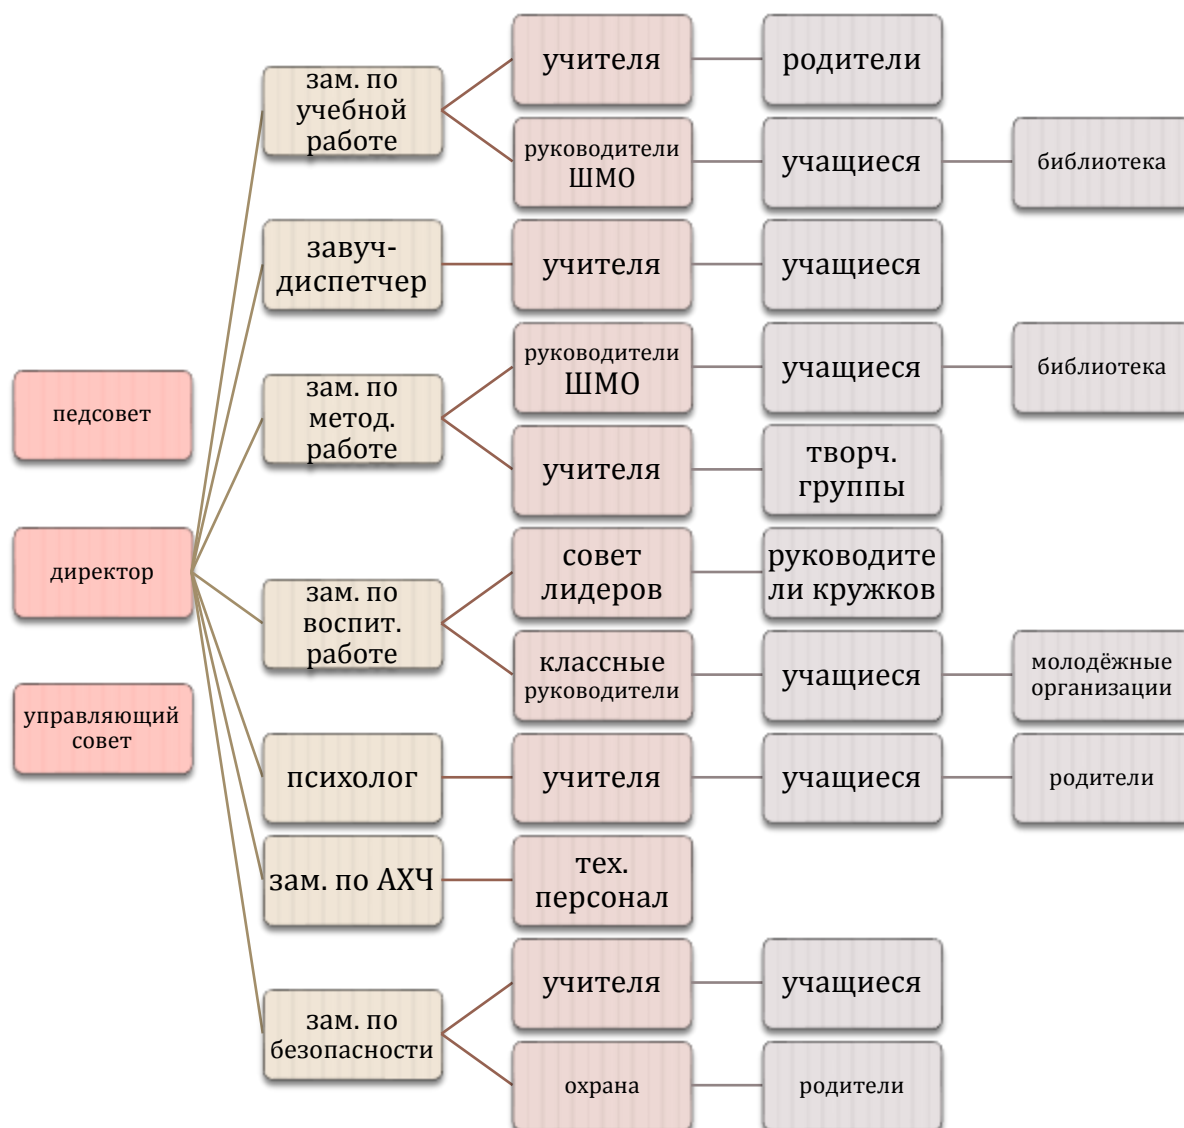 учителя
родители
зам. по
учебной
работе
руководители
ШМО
учащиеся
библиотека
завуч-
диспетчер
учителя
учащиеся
руководители
ШМО
учащиеся
библиотека
педсовет
зам. по
метод.
работе
учителя
творч.
группы
директор
совет
лидеров
руководите
ли кружков
зам. по
воспит.
работе
классные
руководители
учащиеся
молодёжные
организации
управляющий
совет
психолог
учителя
учащиеся
родители
зам. по АХЧ
тех.
персонал
учителя
учащиеся
зам. по
безопасности
охрана
родители